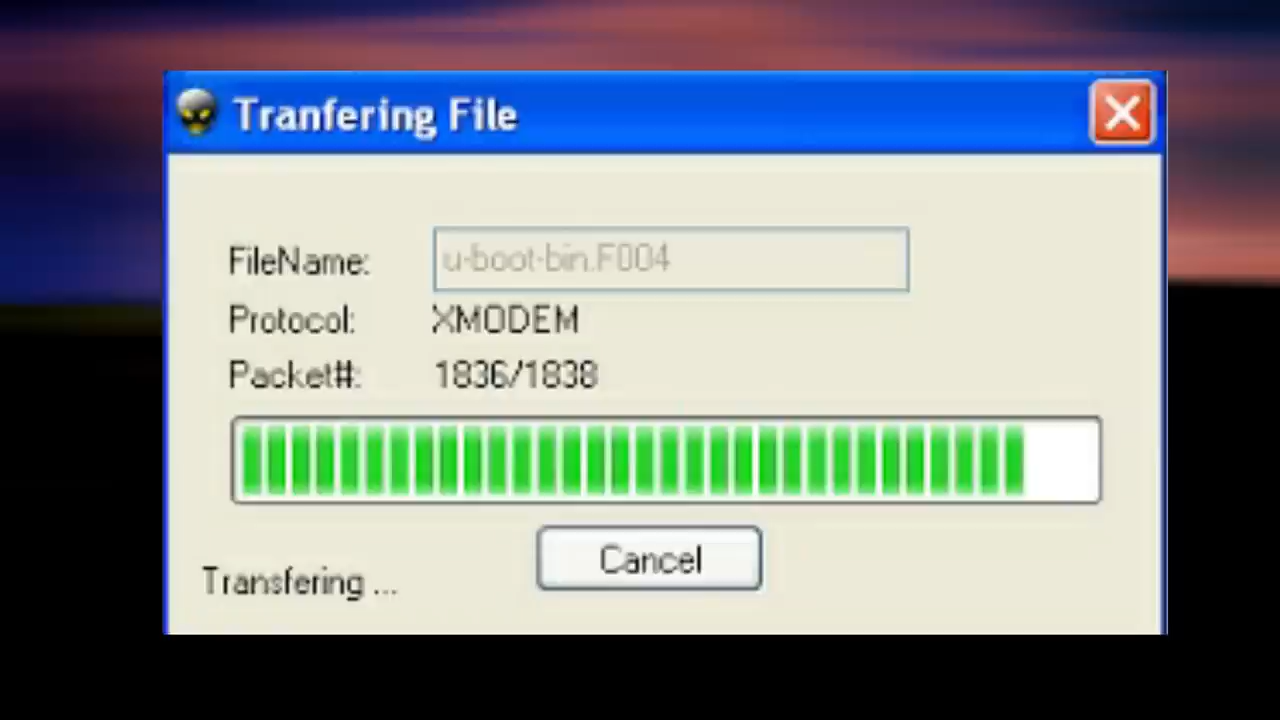 Tranfering File
FileName: u-boot-bin.F004
Protocol: XMODEM
Packet#: 1836/1838
Cancel
Transfering ...